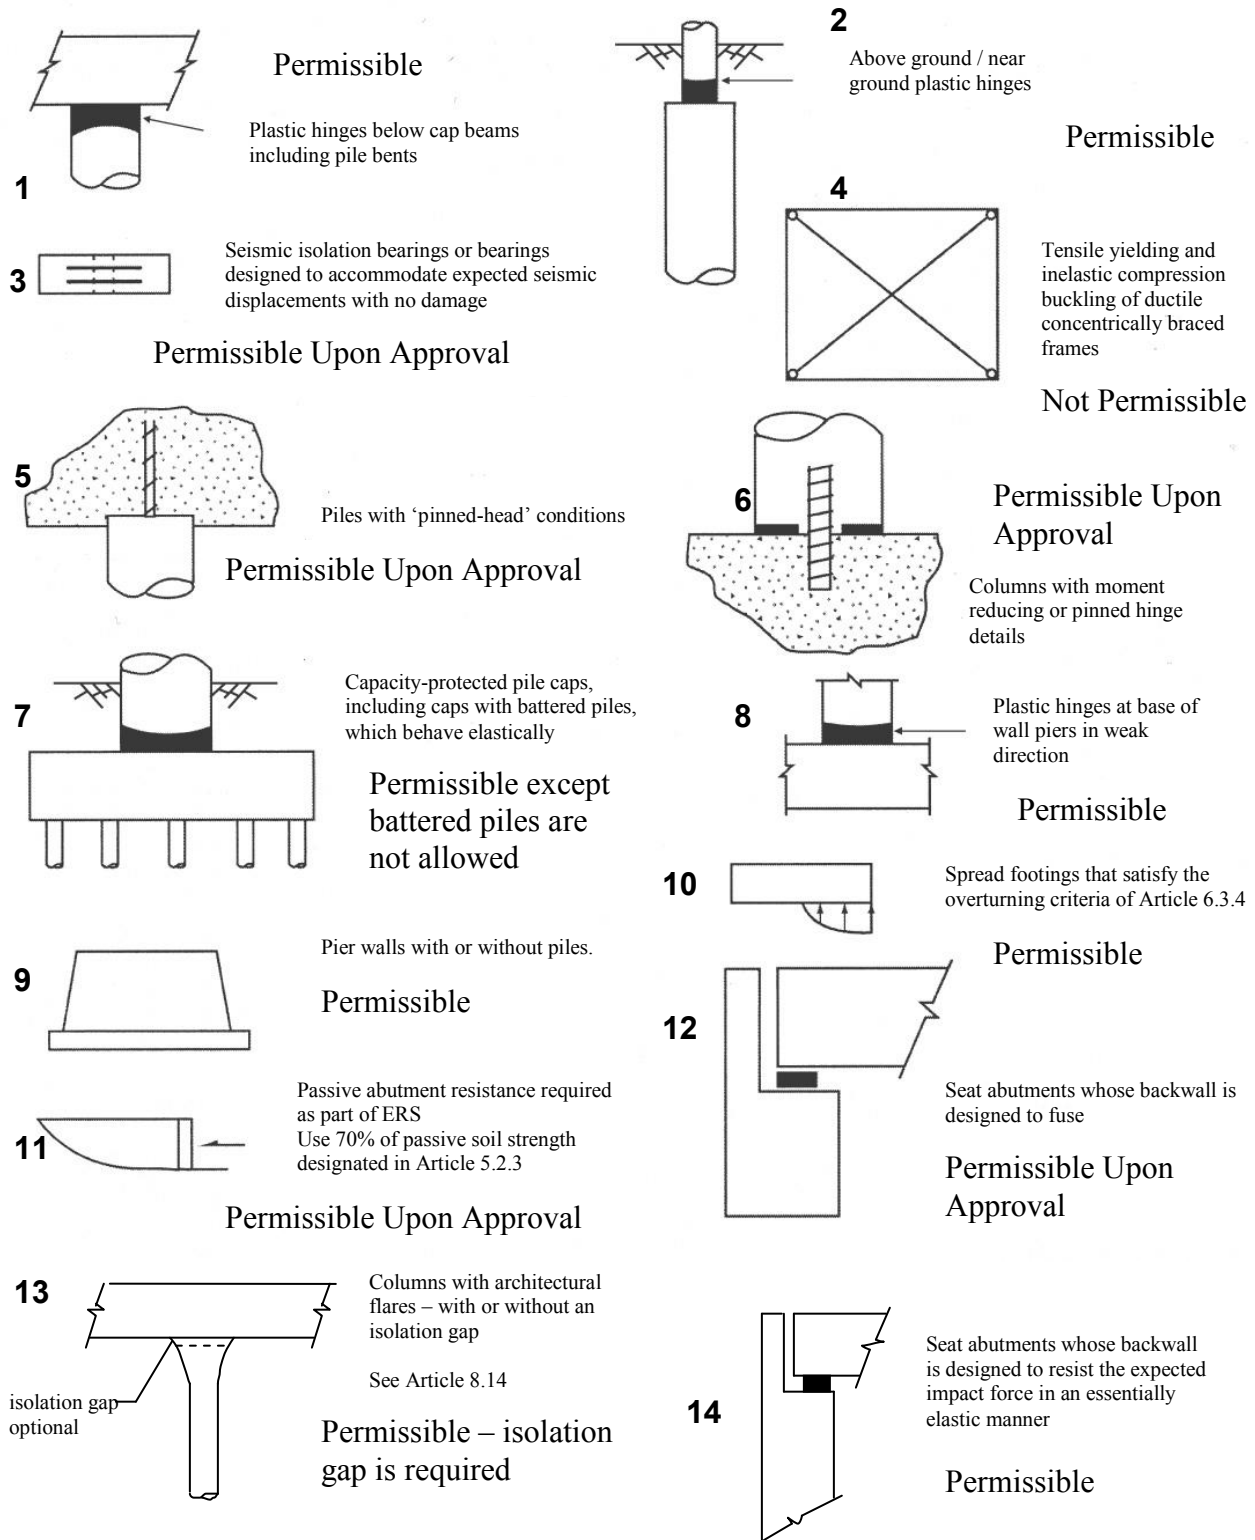 Permissible
Plastic hinges below cap beams
including pile bents
1
2
Above ground / near
ground plastic hinges
Permissible
3
Seismic isolation bearings or bearings
designed to accommodate expected seismic
displacements with no damage
Permissible Upon Approval
4
Tensile yielding and
inelastic compression
buckling of ductile
concentrically braced
frames
Not Permissible
5
Piles with ‘pinned-head’ conditions
Permissible Upon Approval
6
Permissible Upon
Approval
Columns with moment
reducing or pinned hinge
details
7
Capacity-protected pile caps,
including caps with battered piles,
which behave elastically
Permissible except
battered piles are
not allowed
8
Plastic hinges at base of
wall piers in weak
direction
Permissible
9
Pier walls with or without piles.
Permissible
10
Spread footings that satisfy the
overturning criteria of Article 6.3.4
Permissible
11
Passive abutment resistance required
as part of ERS
Use 70% of passive soil strength
designated in Article 5.2.3
Permissible Upon Approval
12
Seat abutments whose backwall is
designed to fuse
Permissible Upon
Approval
13
Columns with architectural
flares – with or without an
isolation gap
See Article 8.14
isolation gap
optional
Permissible – isolation
gap is required
14
Seat abutments whose backwall
is designed to resist the expected
impact force in an essentially
elastic manner
Permissible